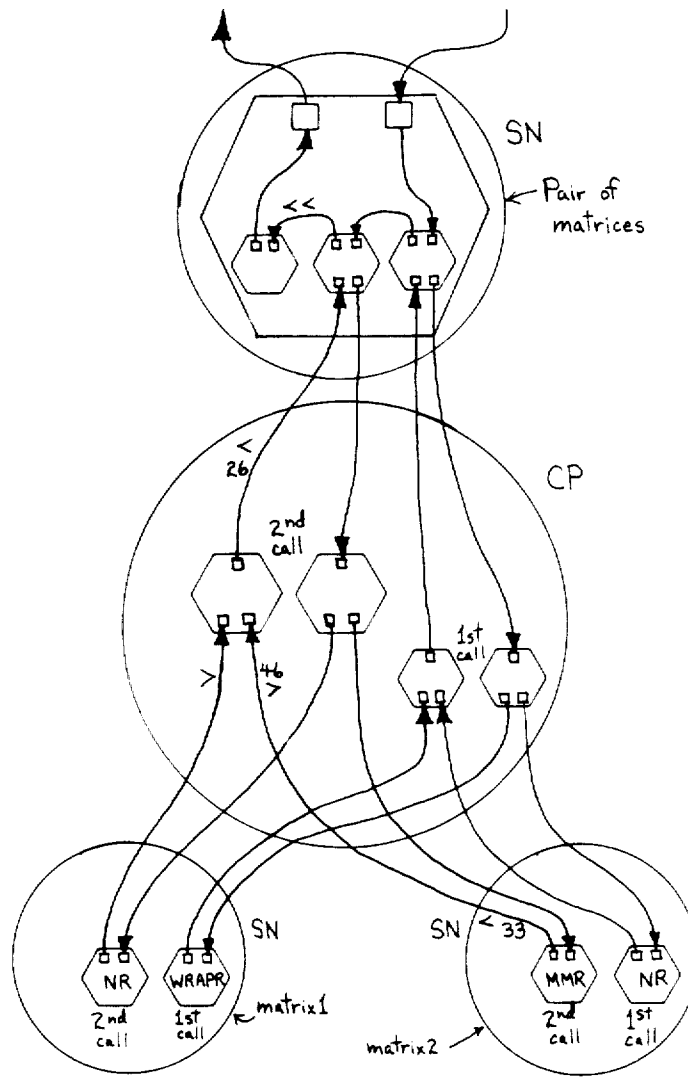 SN
Pair of
matrices
<<
<
26
CP
2nd
call
1st
call
>
46
>
SN
SN
< 33
NR
WRAPR
MMR
NR
2nd
call
1st
call
matrix1
2nd
call
1st
call
matrix2